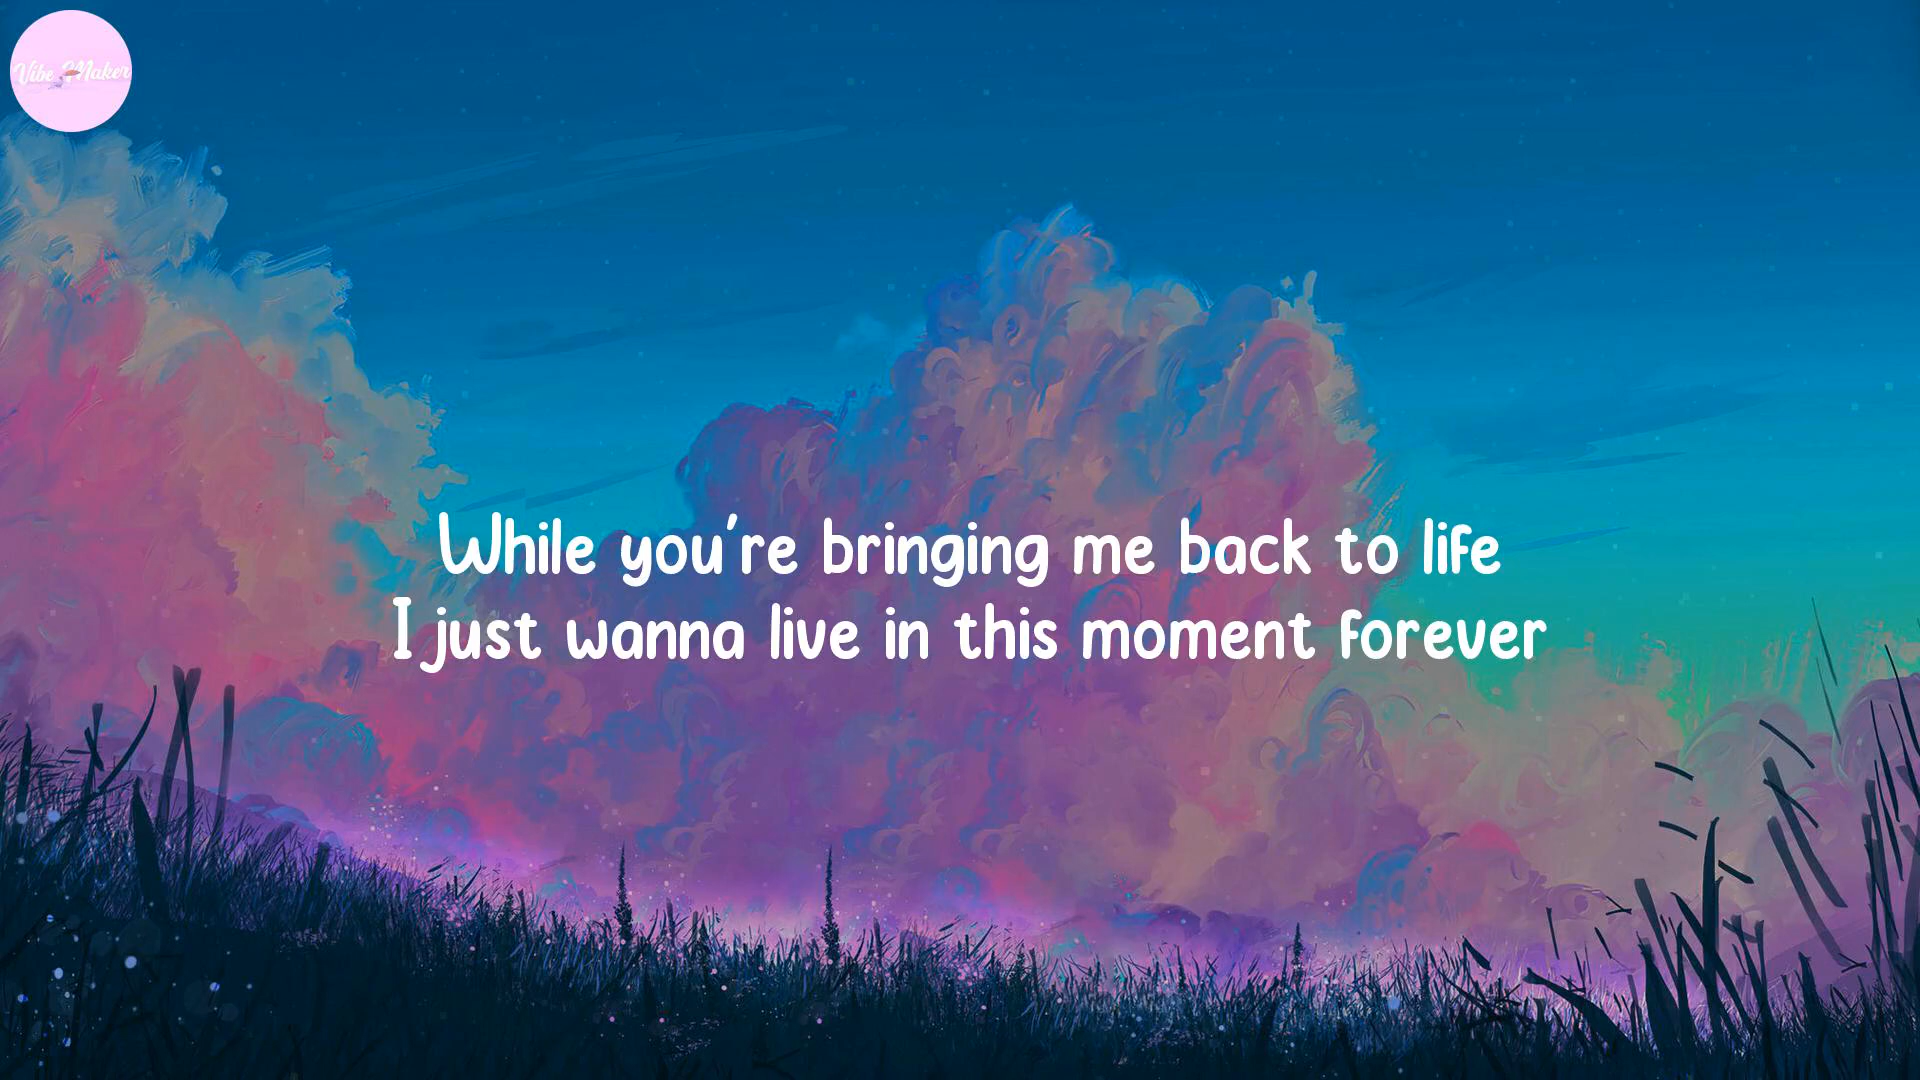 Vibe Maker
While you're bringing me back to life
I just wanna live in this moment forever